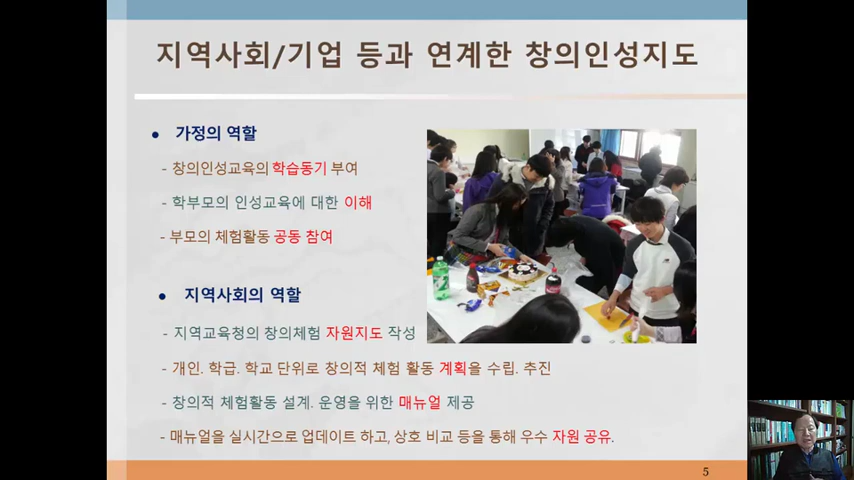 지역사회/기업 등과 연계한 창의인성지도
● 가정의 역할
- 창의인성교육의 학습동기 부여
- 학부모의 인성교육에 대한 이해
- 부모의 체험활동 공동 참여
● 지역사회의 역할
- 지역교육청의 창의체험 자원지도 작성
- 개인. 학급. 학교 단위로 창의적 체험 활동 계획을 수립. 추진
- 창의적 체험활동 설계. 운영을 위한 매뉴얼 제공
- 매뉴얼을 실시간으로 업데이트 하고, 상호 비교 등을 통해 우수 자원 공유.
5